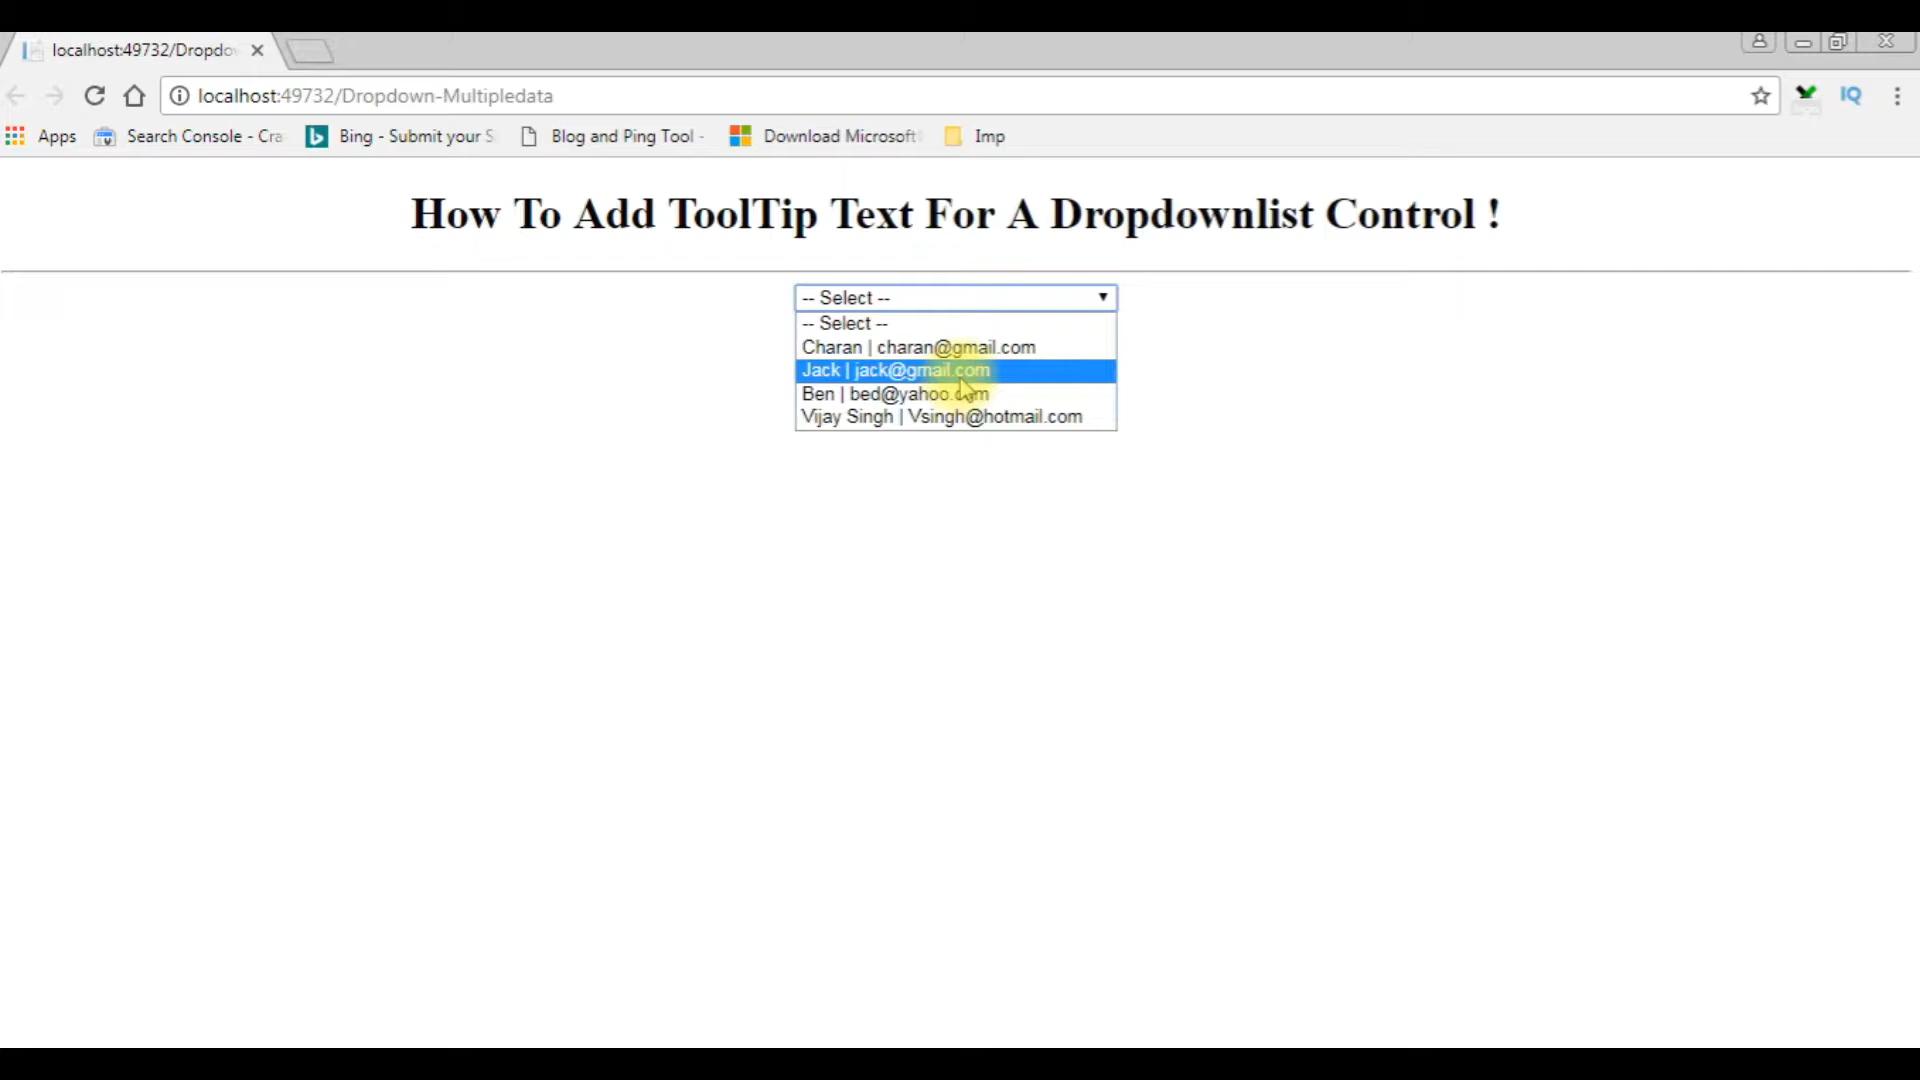 localhost:49732/Dropdo
localhost:49732/Dropdown-Multipledata
IQ
Apps
Search Console - Cra
Bing - Submit your S
Blog and Ping Tool -
Download Microsoft
Imp
How To Add ToolTip Text For A Dropdownlist Control !
-- Select --
-- Select --
Charan | charan@gmail.com
Jack | jack@gmail.com
Ben | bed@yahoo.com
Vijay Singh | Vsingh@hotmail.com